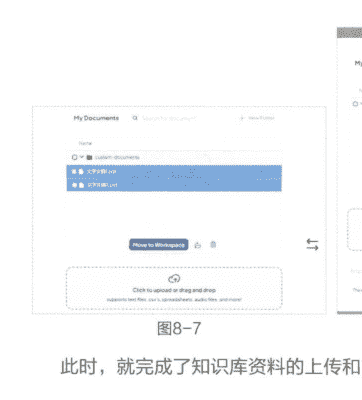 My Documents
New Folder
Name
custom-documents
Move to Workspace
Click to upload or drag and drop
supports text files, csv's, spreadsheets, audio files, and more!
图8-7
此时，就完成了知识库资料的上传和